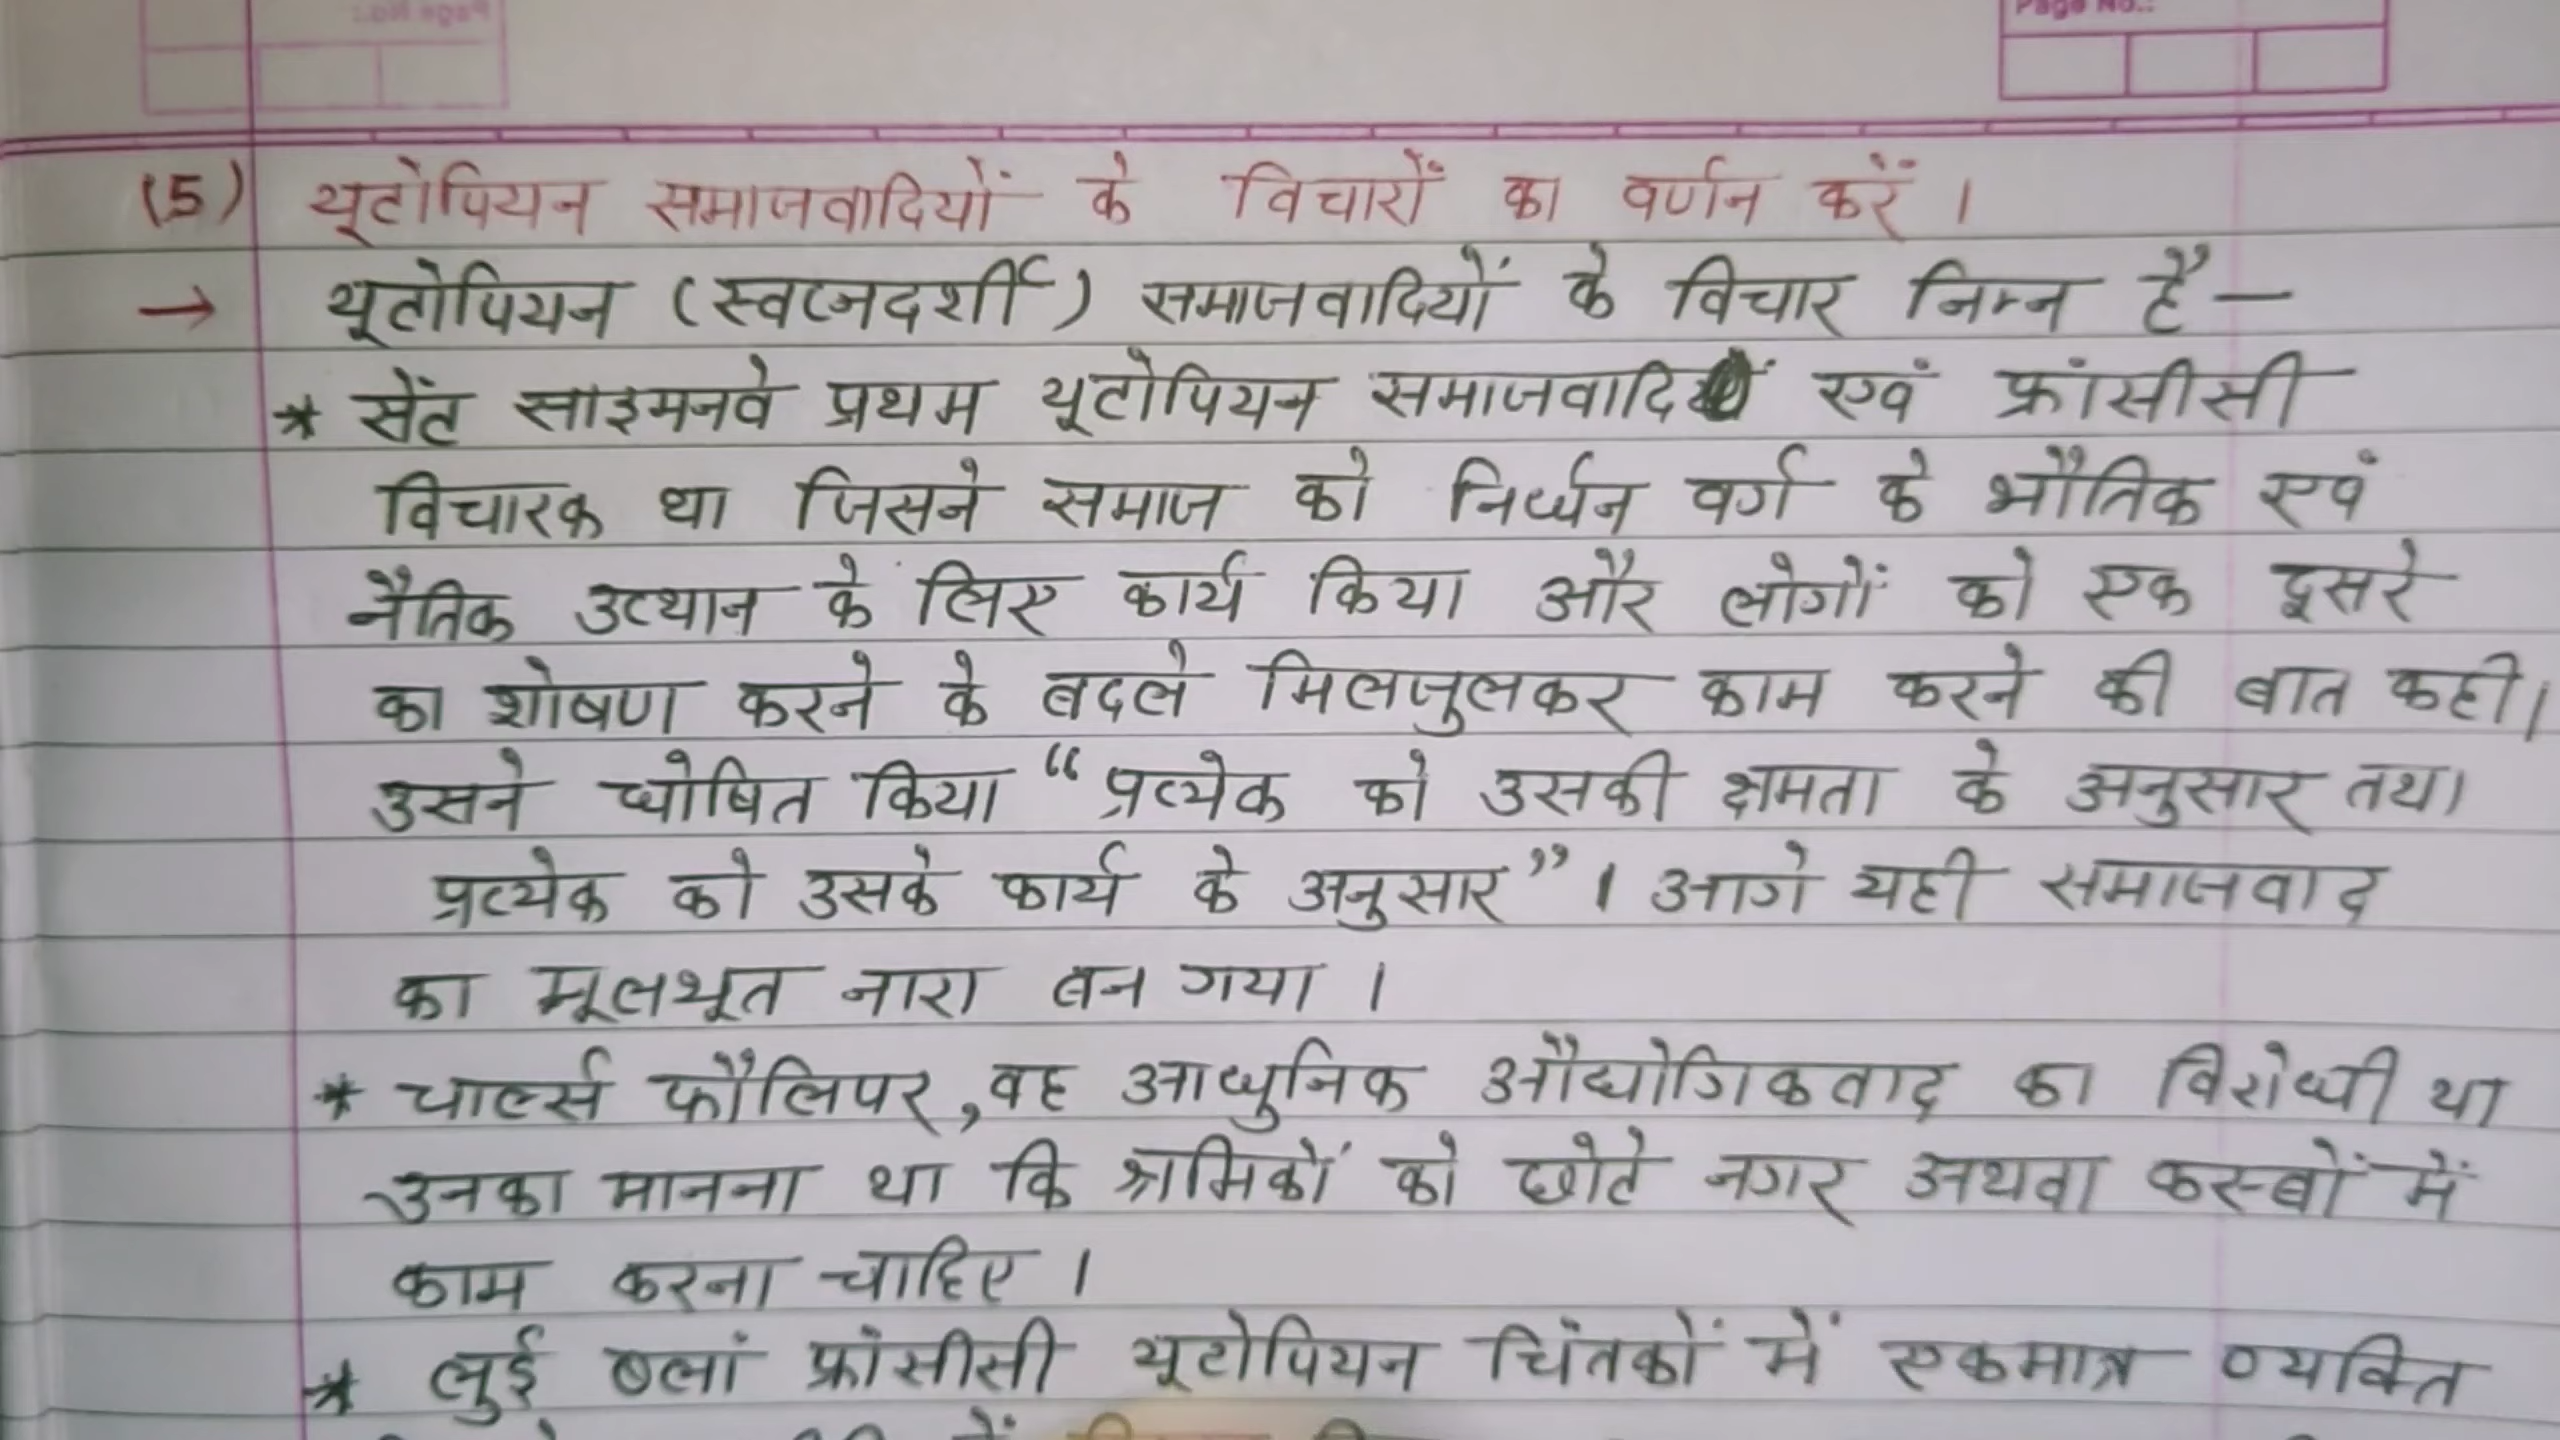 Page No.:
(5) यूटोपियन समाजवादियों के विचारों का वर्णन करें ।
→ यूटोपियन (स्वप्नदर्शी) समाजवादियों के विचार निम्न है —
* सेंट साइमनवे प्रथम यूटोपियन समाजवादि एवं फ्रांसीसी
विचारक था जिसने समाज को निर्धन वर्ग के भौतिक एवं
नैतिक उत्थान के लिए कार्य किया और लोगों को एक दूसरे
का शोषण करने के बदले मिलजुलकर काम करने की बात कही।
उसने घोषित किया “प्रत्येक को उसकी क्षमता के अनुसार तथा
प्रत्येक को उसके कार्य के अनुसार” । आगे यही समाजवाद
का मूलभूत नारा बन गया ।
* चार्ल्स फौलिपर, वह आधुनिक औद्योगिकवाद का विरोधी था
उनका मानना था कि श्रमिकों को छोटे नगर अथवा कस्बों में
काम करना चाहिए ।
* लुई ब्लां फ्रांसीसी यूटोपियन चिंतकों में एकमात्र व्यक्ति